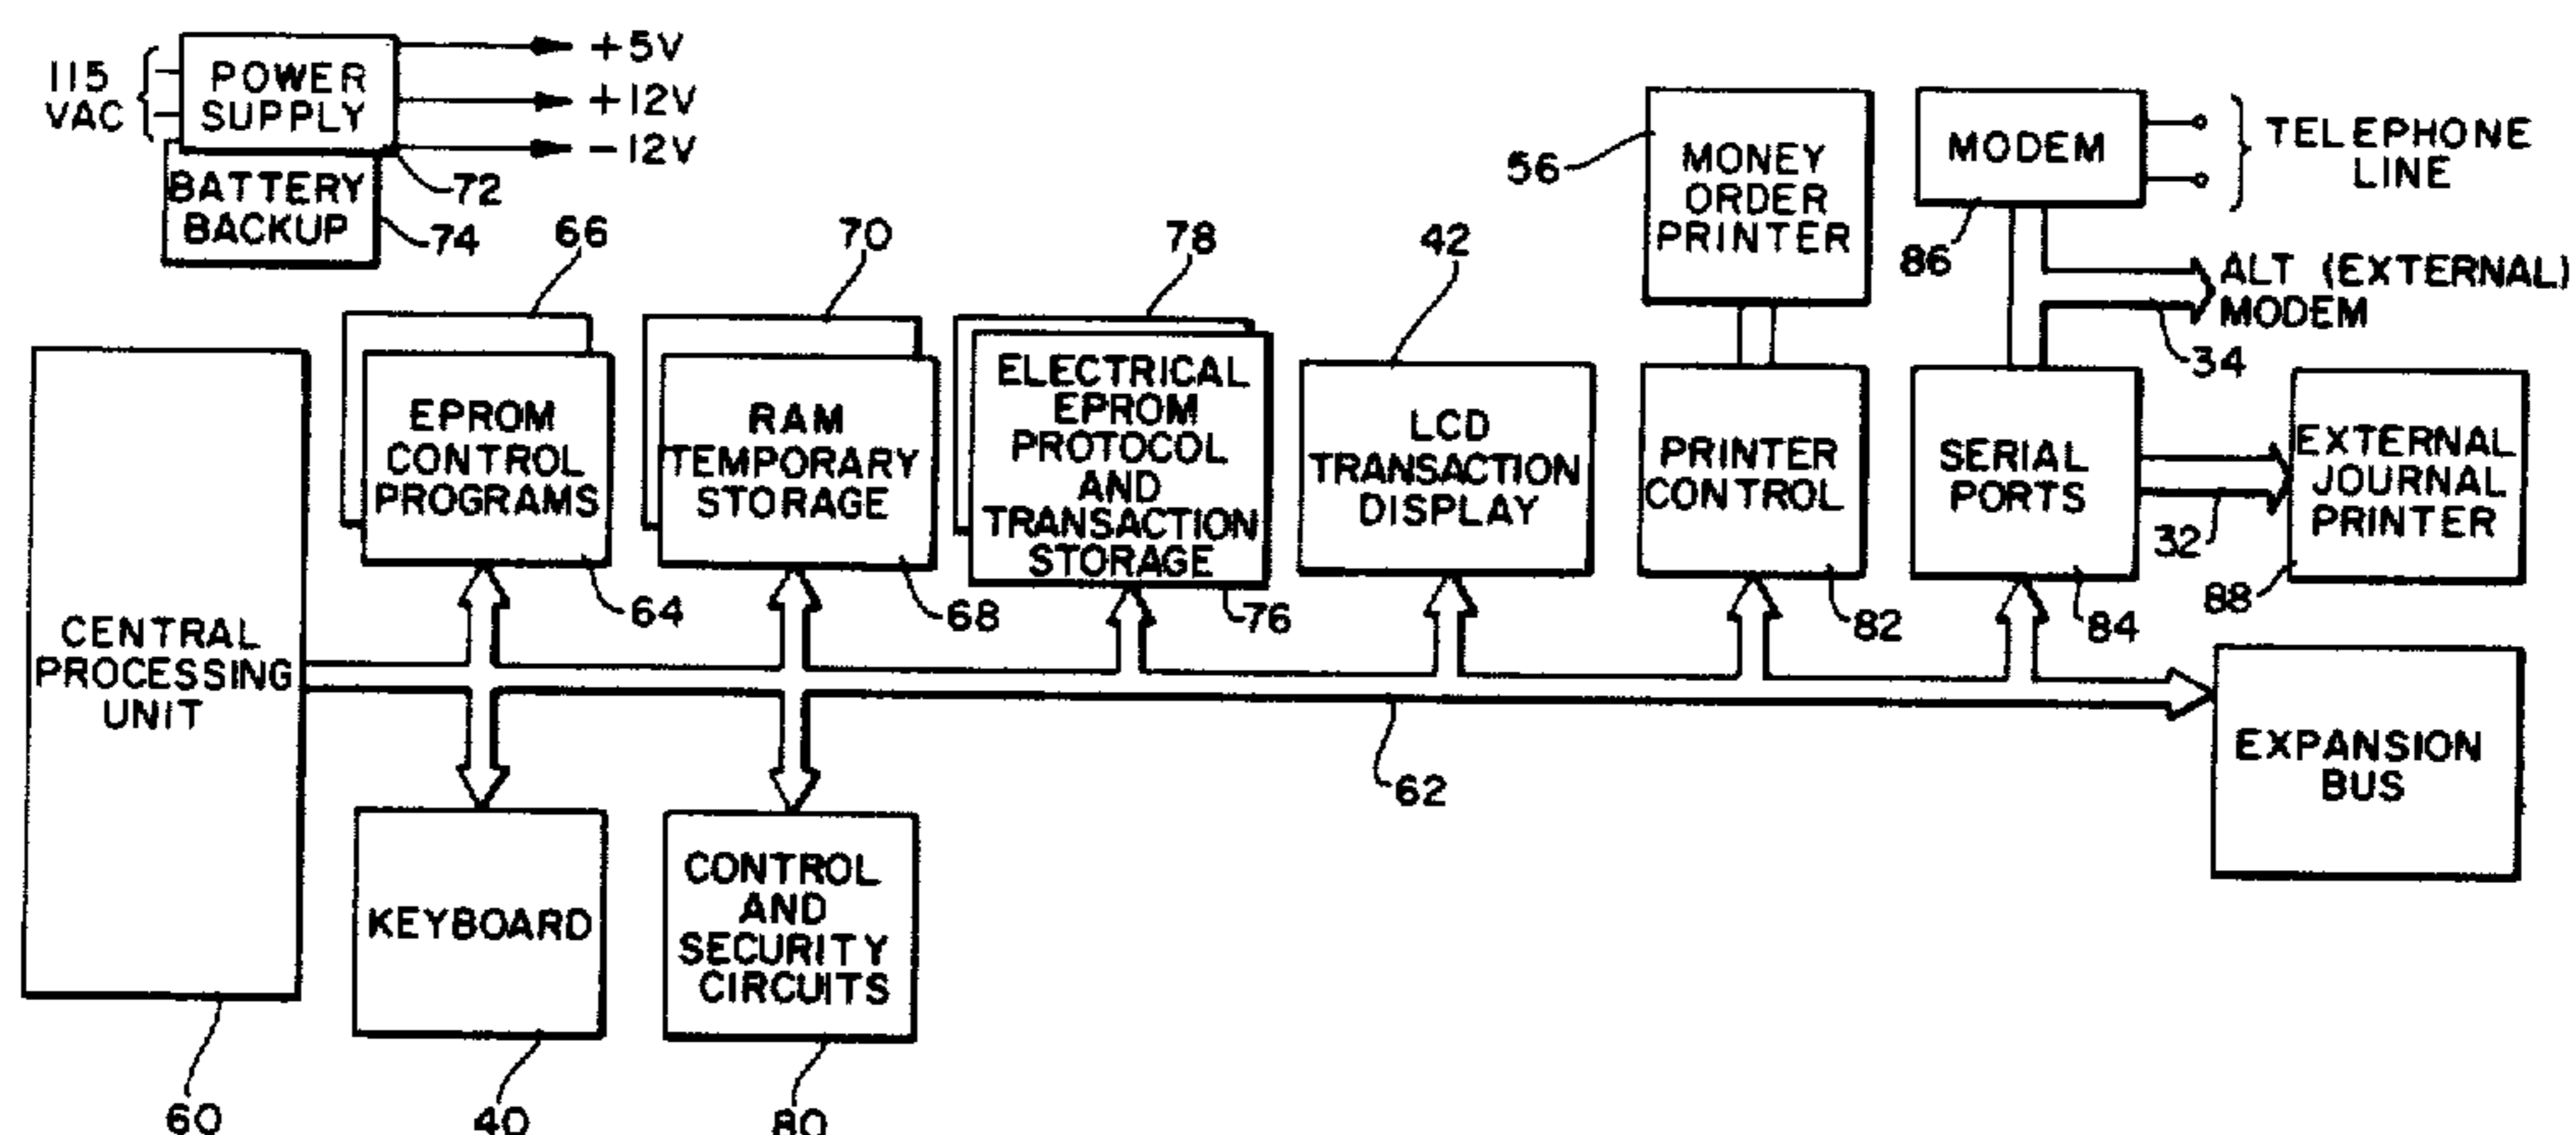 115
VAC
POWER
SUPPLY
+5V
+12V
-12V
BATTERY
BACKUP
72
74
66
70
78
42
56
MONEY
ORDER
PRINTER
MODEM
86
TELEPHONE
LINE
ALT (EXTERNAL)
MODEM
34
CENTRAL
PROCESSING
UNIT
60
EPROM
CONTROL
PROGRAMS
64
RAM
TEMPORARY
STORAGE
68
ELECTRICAL
EPROM
PROTOCOL
AND
TRANSACTION
STORAGE
76
LCD
TRANSACTION
DISPLAY
PRINTER
CONTROL
82
SERIAL
PORTS
84
32
EXTERNAL
JOURNAL
PRINTER
88
62
EXPANSION
BUS
KEYBOARD
40
CONTROL
AND
SECURITY
CIRCUITS
80